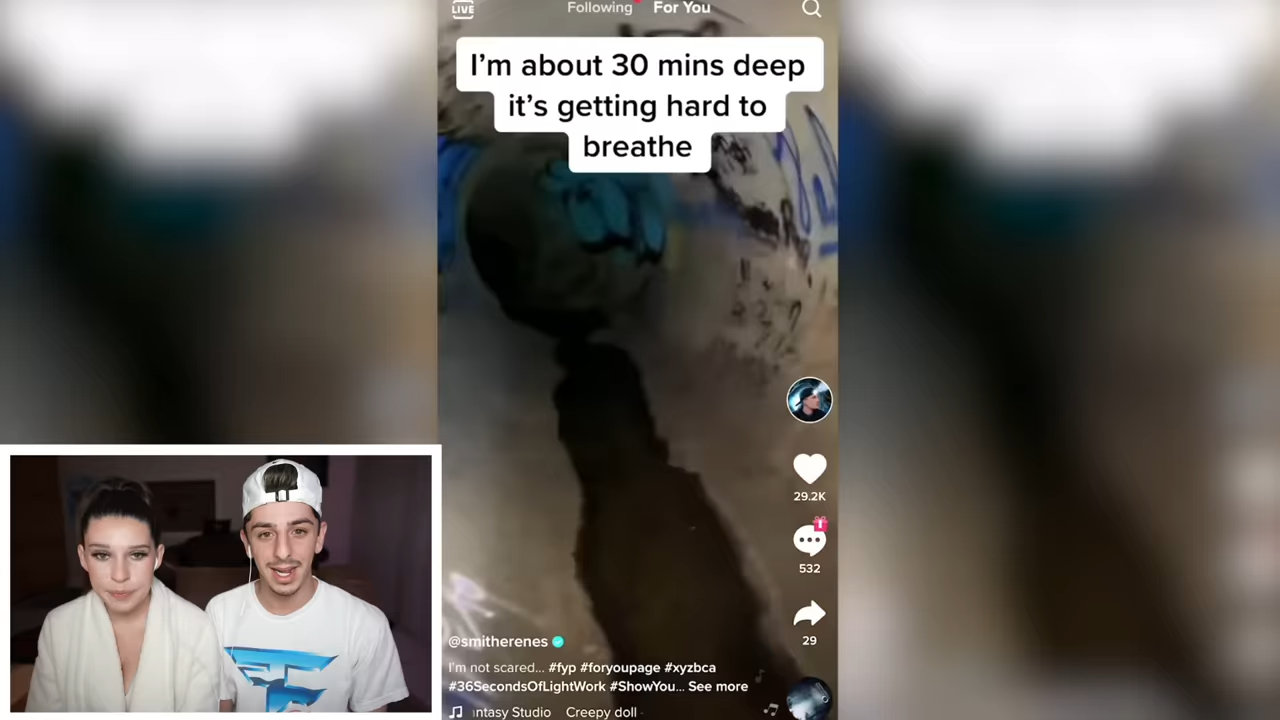 LIVE
Following For You
I’m about 30 mins deep
it’s getting hard to
breathe
29.2K
532
29
@smitherenes
I'm not scared... #fyp #foryoupage #xyzbca
#36SecondsOfLightWork #ShowYou... See more
ntasy Studio Creepy doll